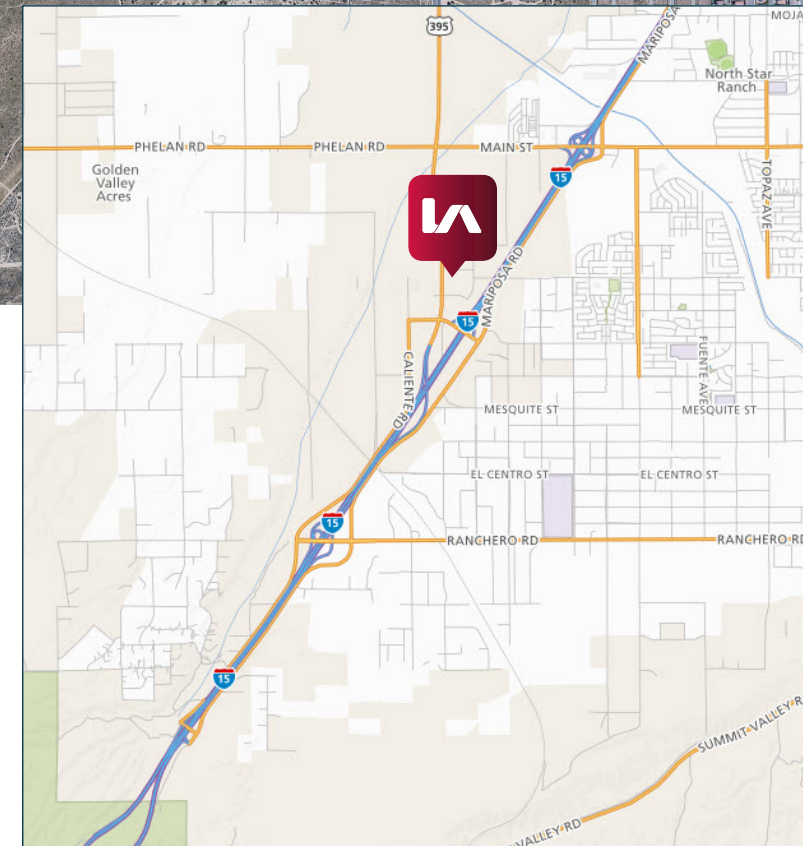 MOJA
395
MARIPOSA
North Star
Ranch
PHELAN RD
PHELAN RD
MAIN ST
Golden
Valley
Acres
15
TOPAZ AVE
LA
MARIPOSA RD
15
CALIENTE RD
FUENTE AVE
MESQUITE ST
MESQUITE ST
EL CENTRO ST
EL CENTRO ST
15
RANCHERO RD
RANCHERO RD
15
SUMMIT VALLEY R
VALLEY RD